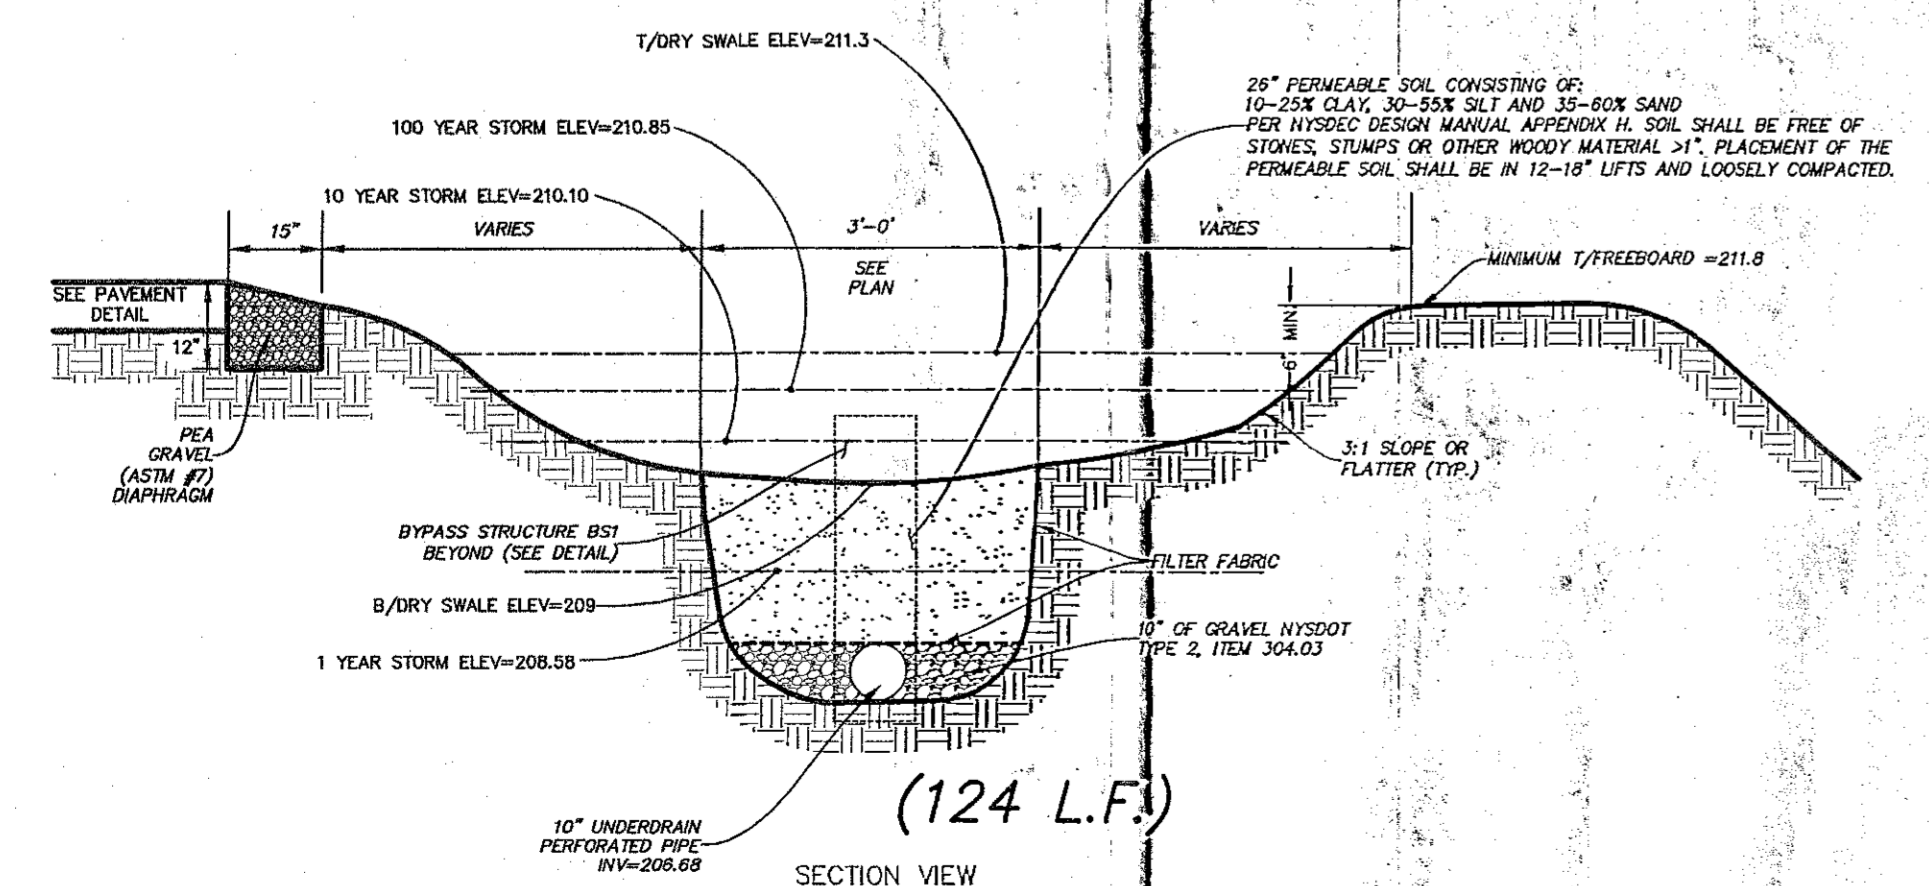 T/DRY SWALE ELEV=211.3
26" PERMEABLE SOIL CONSISTING OF:
10-25% CLAY, 30-55% SILT AND 35-60% SAND
PER NYSDEC DESIGN MANUAL APPENDIX H. SOIL SHALL BE FREE OF
STONES, STUMPS OR OTHER WOODY MATERIAL >1". PLACEMENT OF THE
PERMEABLE SOIL SHALL BE IN 12-18" LIFTS AND LOOSELY COMPACTED.
100 YEAR STORM ELEV=210.85
10 YEAR STORM ELEV=210.10
15"
VARIES
3'-0"
SEE
PLAN
VARIES
MINIMUM T/FREEBOARD =211.8
SEE PAVEMENT
DETAIL
12"
6" MIN.
PEA
GRAVEL
(ASTM #7)
DIAPHRAGM
3:1 SLOPE OR
FLATTER (TYP.)
BYPASS STRUCTURE BS1
BEYOND (SEE DETAIL)
FILTER FABRIC
B/DRY SWALE ELEV=209
10" OF GRAVEL NYSDOT
TYPE 2, ITEM 304.03
1 YEAR STORM ELEV=208.58
(124 L.F.)
10" UNDERDRAIN
PERFORATED PIPE
INV=206.68
SECTION VIEW